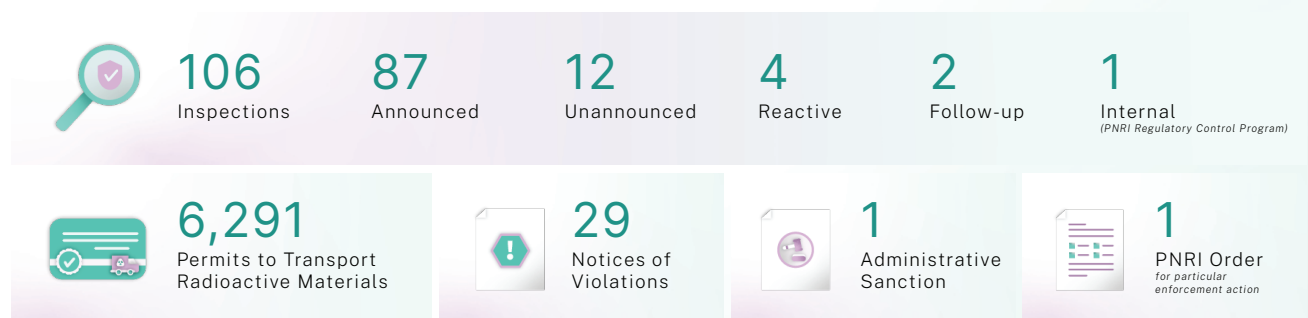 106
Inspections
87
Announced
12
Unannounced
4
Reactive
2
Follow-up
1
Internal
(PNRI Regulatory Control Program)
6,291
Permits to Transport
Radioactive Materials
!
29
Notices of
Violations
1
Administrative
Sanction
1
PNRI Order
for particular
enforcement action